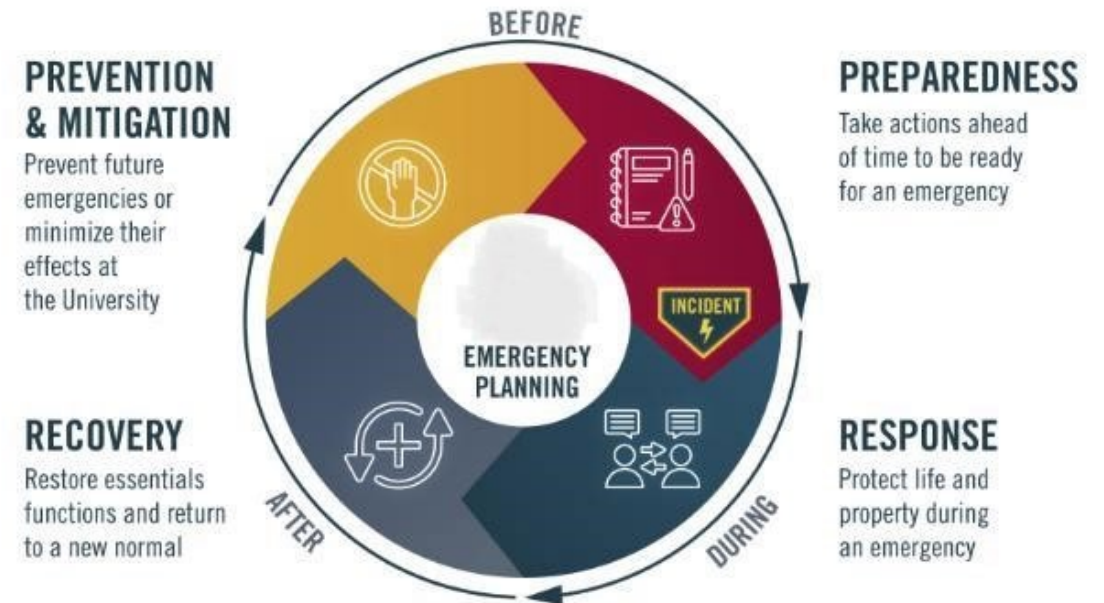 BEFORE
PREVENTION
& MITIGATION
Prevent future
emergencies or
minimize their
effects at
the University
PREPAREDNESS
Take actions ahead
of time to be ready
for an emergency
INCIDENT
EMERGENCY
PLANNING
RECOVERY
Restore essentials
functions and return
to a new normal
AFTER
DURING
RESPONSE
Protect life and
property during
an emergency